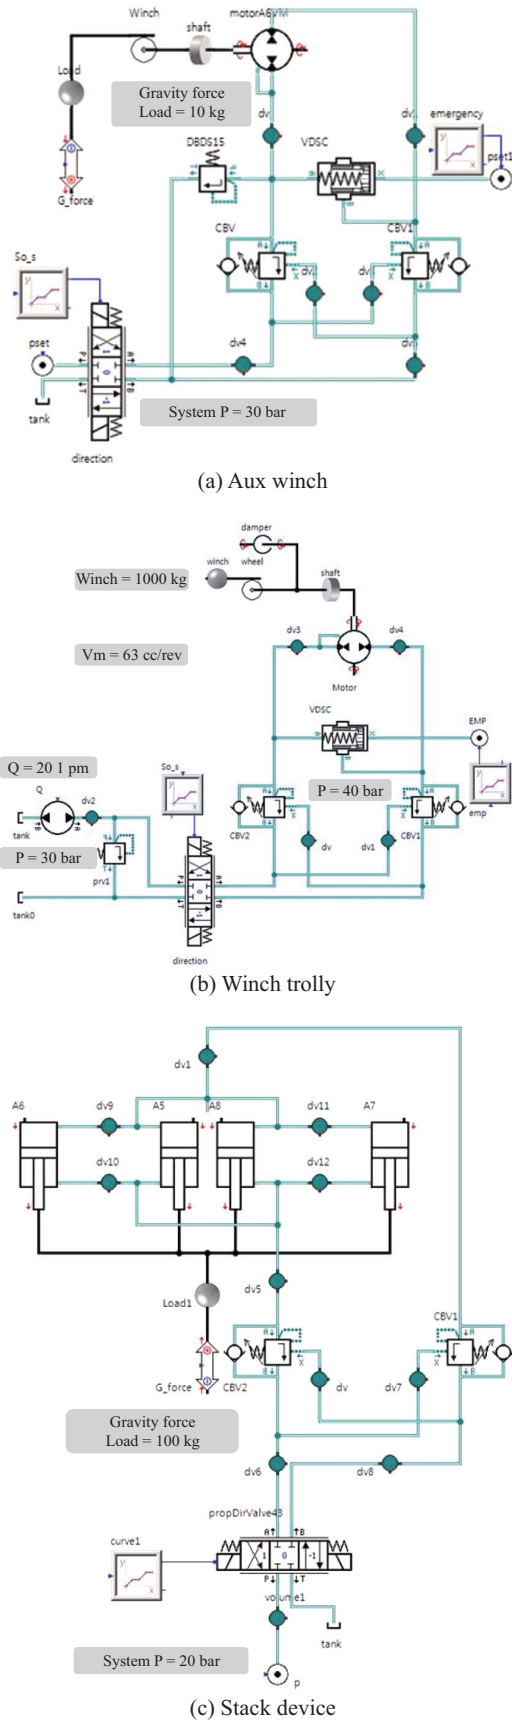 Winch
motorABVM
shaft
Load
Gravity force
Load = 10 kg
dv
emergency
DBDS15
VDSC
pset1
G_force
CBV
CBV1
So_s
pset
dv4
tank
System P = 30 bar
direction
(a) Aux winch
damper
winch
wheel
shaft
Winch = 1000 kg
dv3
dv4
Vm = 63 cc/rev
Motor
VDSC
EMP
Q = 20 1 pm
So_s
P = 40 bar
Q
dv2
emp
tank
CBV2
dv
dv1
CBV1
P = 30 bar
prv1
tank0
direction
(b) Winch trolly
dv1
A6
dv9
A5
A8
dv11
A7
dv10
dv12
dv5
Load1
CBV1
G_force
CBV2
dv
dv7
Gravity force
Load = 100 kg
dv6
dv8
propDirValve43
curve1
volume1
tank
System P = 20 bar
p
(c) Stack device